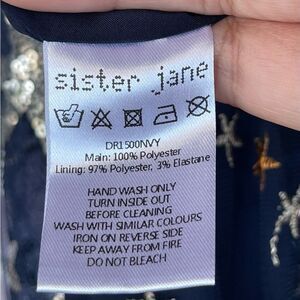 sister jane
DR1500NVY
Main: 100% Polyester
Lining: 97% Polyester, 3% Elastane
HAND WASH ONLY
TURN INSIDE OUT
BEFORE CLEANING
WASH WITH SIMILAR COLOURS
IRON ON REVERSE SIDE
KEEP AWAY FROM FIRE
DO NOT BLEACH